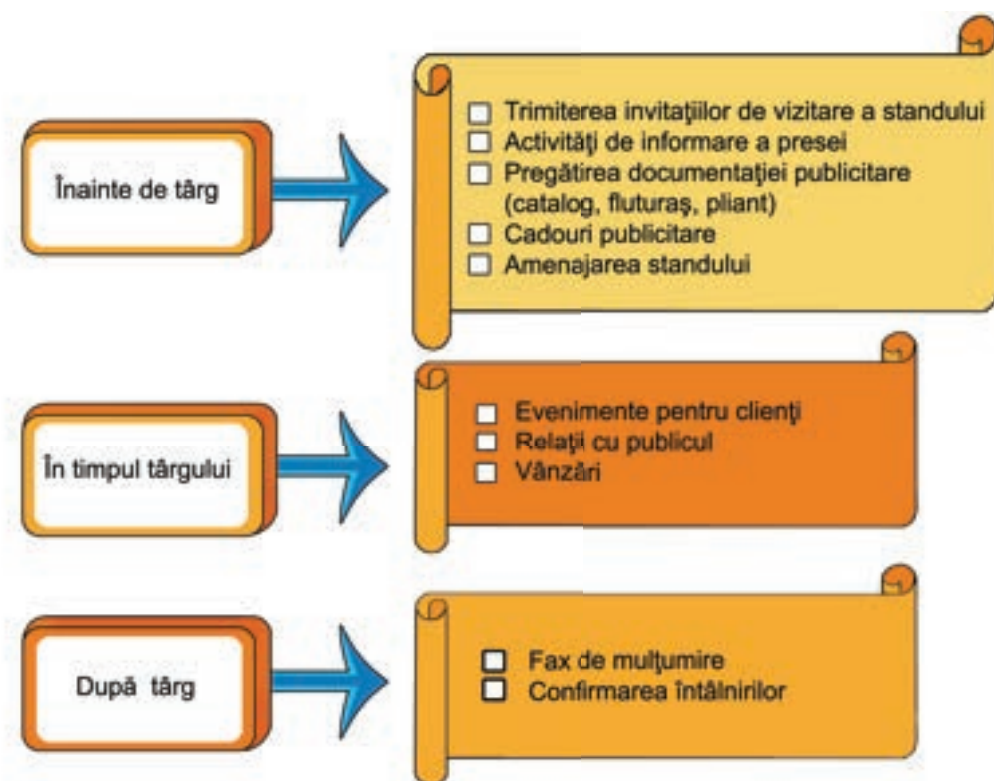 Înainte de târg
Trimiterea invitaţiilor de vizitare a standului
Activităţi de informare a presei
Pregătirea documentaţiei publicitare
(catalog, fluturaş, pliant)
Cadouri publicitare
Amenajarea standului
În timpul târgului
Evenimente pentru clienţi
Relaţii cu publicul
Vânzări
După târg
Fax de mulţumire
Confirmarea întâlnirilor